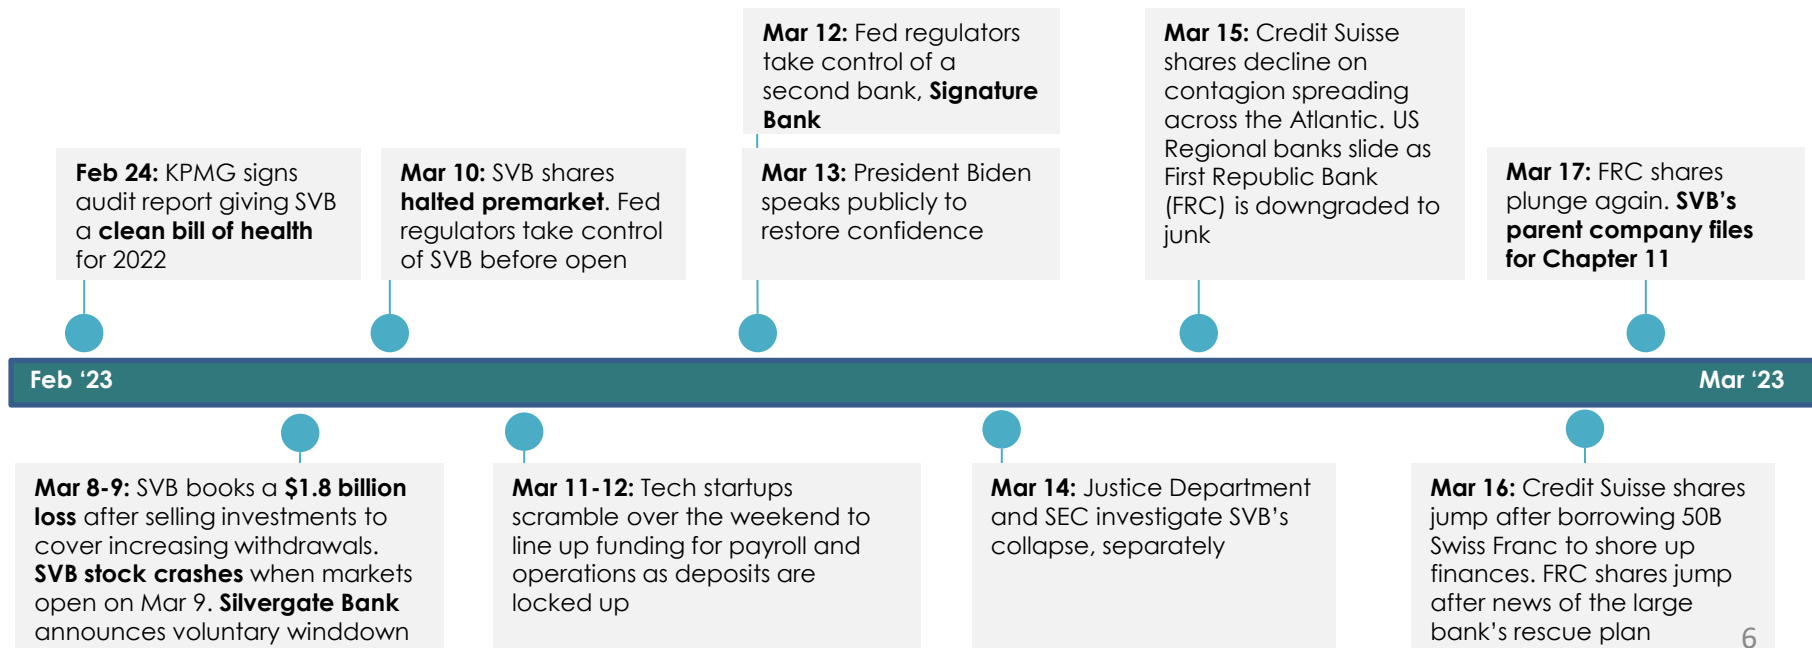 Mar 12: Fed regulators
take control of a
second bank, Signature
Bank
Mar 15: Credit Suisse
shares decline on
contagion spreading
across the Atlantic. US
Regional banks slide as
First Republic Bank
(FRC) is downgraded to
junk
Feb 24: KPMG signs
audit report giving SVB
a clean bill of health
for 2022
Mar 10: SVB shares
halted premarket. Fed
regulators take control
of SVB before open
Mar 13: President Biden
speaks publicly to
restore confidence
Mar 17: FRC shares
plunge again. SVB’s
parent company files
for Chapter 11
Feb ‘23
Mar ‘23
Mar 8-9: SVB books a $1.8 billion
loss after selling investments to
cover increasing withdrawals.
SVB stock crashes when markets
open on Mar 9. Silvergate Bank
announces voluntary winddown
Mar 11-12: Tech startups
scramble over the weekend to
line up funding for payroll and
operations as deposits are
locked up
Mar 14: Justice Department
and SEC investigate SVB’s
collapse, separately
Mar 16: Credit Suisse shares
jump after borrowing 50B
Swiss Franc to shore up
finances. FRC shares jump
after news of the large
bank’s rescue plan
6